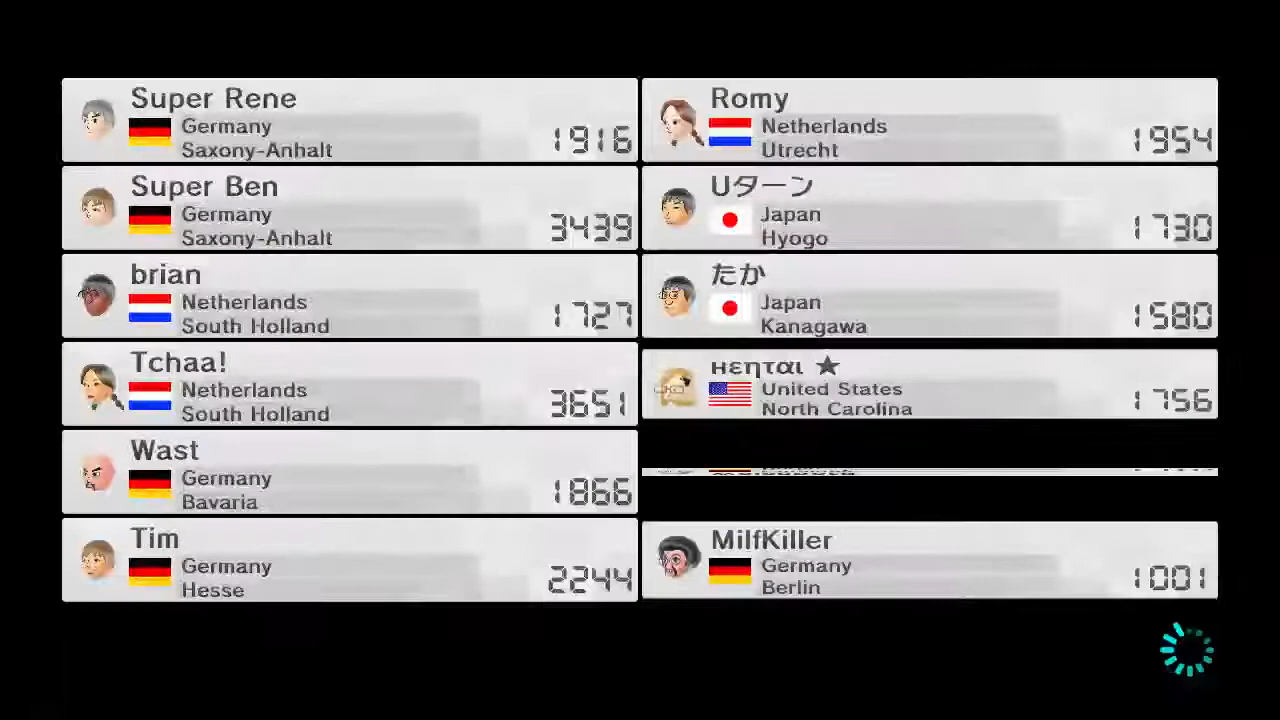 Super Rene
Germany
Saxony-Anhalt
1916
Super Ben
Germany
Saxony-Anhalt
3439
brian
Netherlands
South Holland
1727
Tchaa!
Netherlands
South Holland
3651
Wast
Germany
Bavaria
1866
Tim
Germany
Hesse
2244
Romy
Netherlands
Utrecht
1954
Uターン
Japan
Hyogo
1730
たか
Japan
Kanagawa
1580
нεηται ★
United States
North Carolina
1756
MilfKiller
Germany
Berlin
1001